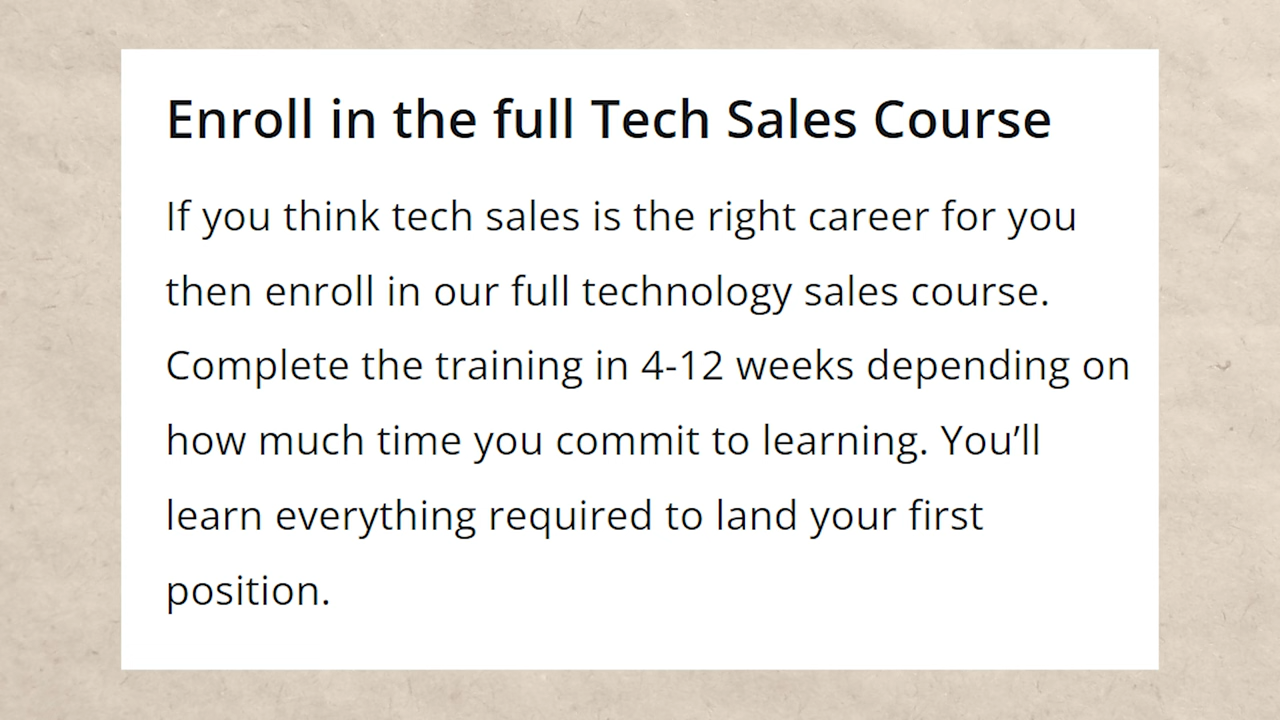 Enroll in the full Tech Sales Course
If you think tech sales is the right career for you
then enroll in our full technology sales course.
Complete the training in 4-12 weeks depending on
how much time you commit to learning. You’ll
learn everything required to land your first
position.